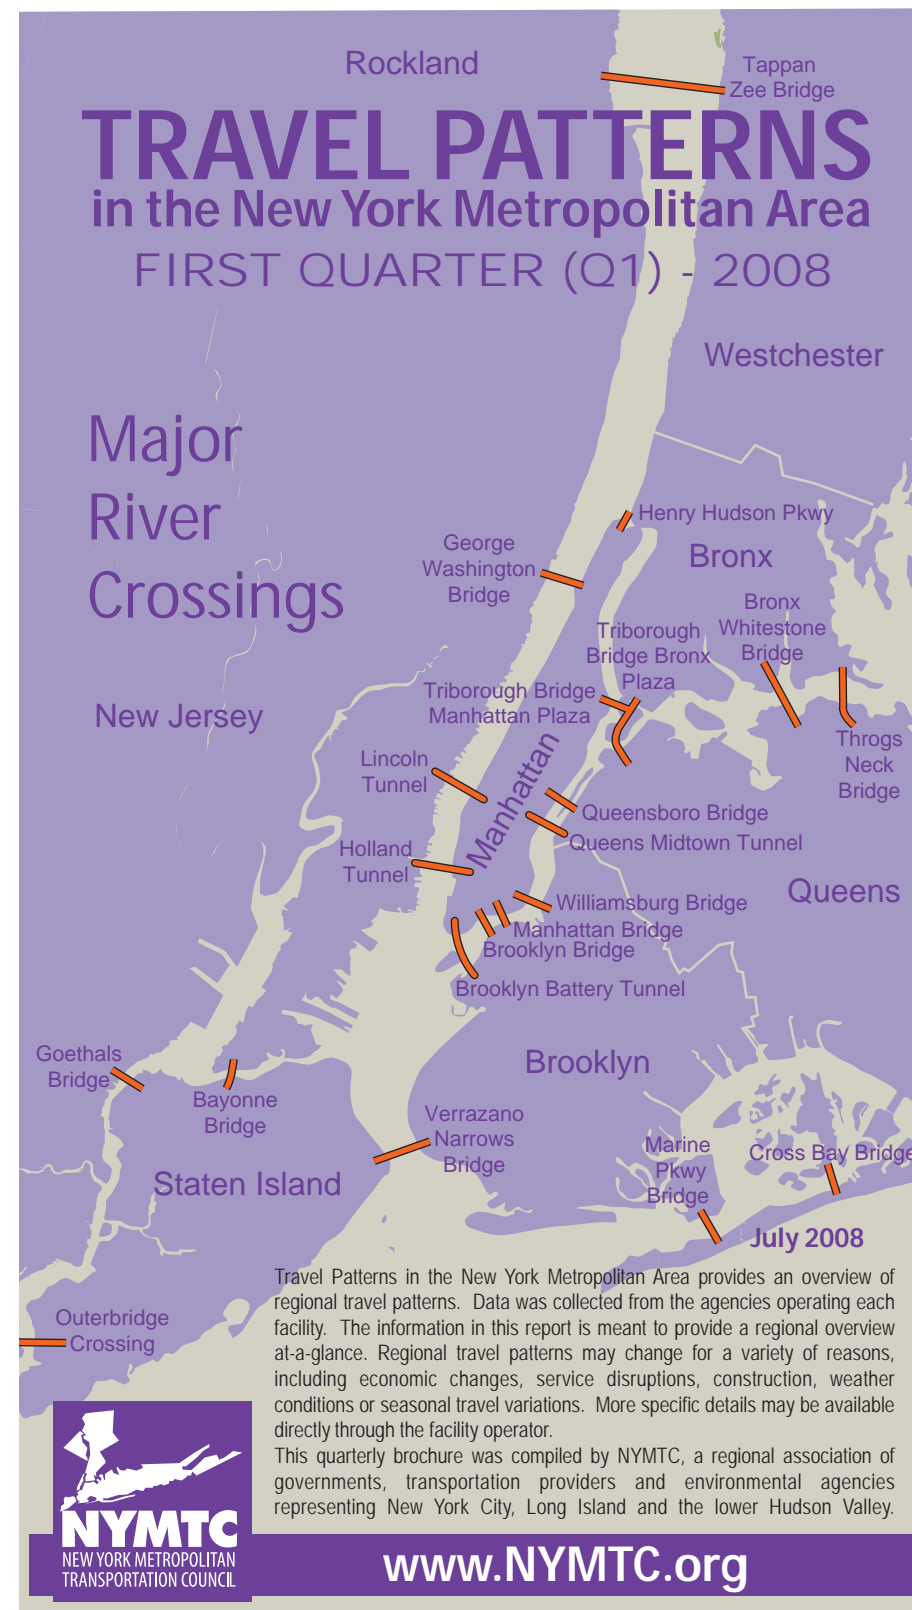 Rockland
Tappan
Zee Bridge
TRAVEL PATTERNS
in the New York Metropolitan Area
FIRST QUARTER (Q1) - 2008
Westchester
Major
River
Crossings
Henry Hudson Pkwy
George
Washington
Bridge
Bronx
Bronx
Whitestone
Bridge
Triborough
Bridge Bronx
Plaza
Triborough Bridge
Manhattan Plaza
New Jersey
Throgs
Neck
Bridge
Lincoln
Tunnel
Manhattan
Queensboro Bridge
Queens Midtown Tunnel
Holland
Tunnel
Queens
Williamsburg Bridge
Manhattan Bridge
Brooklyn Bridge
Brooklyn Battery Tunnel
Goethals
Bridge
Brooklyn
Bayonne
Bridge
Verrazano
Narrows
Bridge
Marine
Pkwy
Bridge
Cross Bay Bridge
Staten Island
July 2008
Travel Patterns in the New York Metropolitan Area provides an overview of
regional travel patterns. Data was collected from the agencies operating each
facility. The information in this report is meant to provide a regional overview
at-a-glance. Regional travel patterns may change for a variety of reasons,
including economic changes, service disruptions, construction, weather
conditions or seasonal travel variations. More specific details may be available
directly through the facility operator.
This quarterly brochure was compiled by NYMTC, a regional association of
governments, transportation providers and environmental agencies
representing New York City, Long Island and the lower Hudson Valley.
Outerbridge
Crossing
NYMTC
NEW YORK METROPOLITAN
TRANSPORTATION COUNCIL
www.NYMTC.org